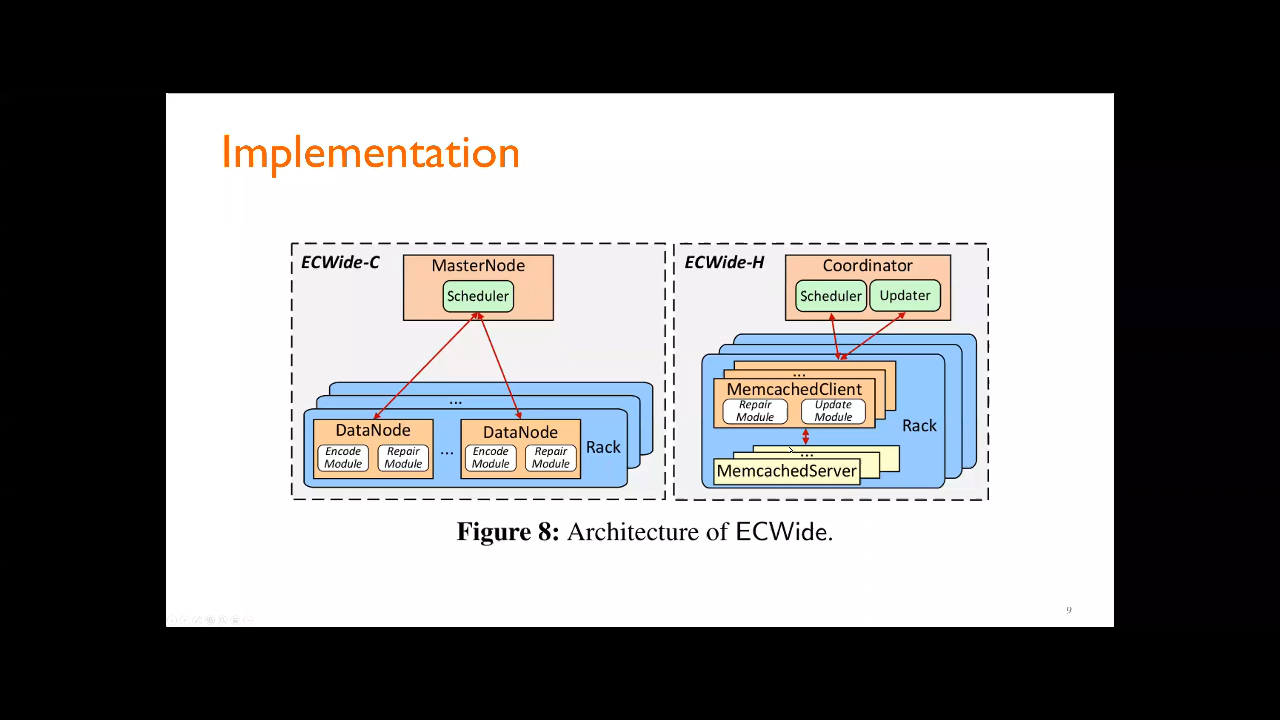 Implementation
ECWide-C
MasterNode
Scheduler
...
DataNode
Encode
Module
Repair
Module
...
DataNode
Encode
Module
Repair
Module
Rack
ECWide-H
Coordinator
Scheduler
Updater
...
MemcachedClient
Repair
Module
Update
Module
Rack
...
MemcachedServer
Figure 8: Architecture of ECWide.
9